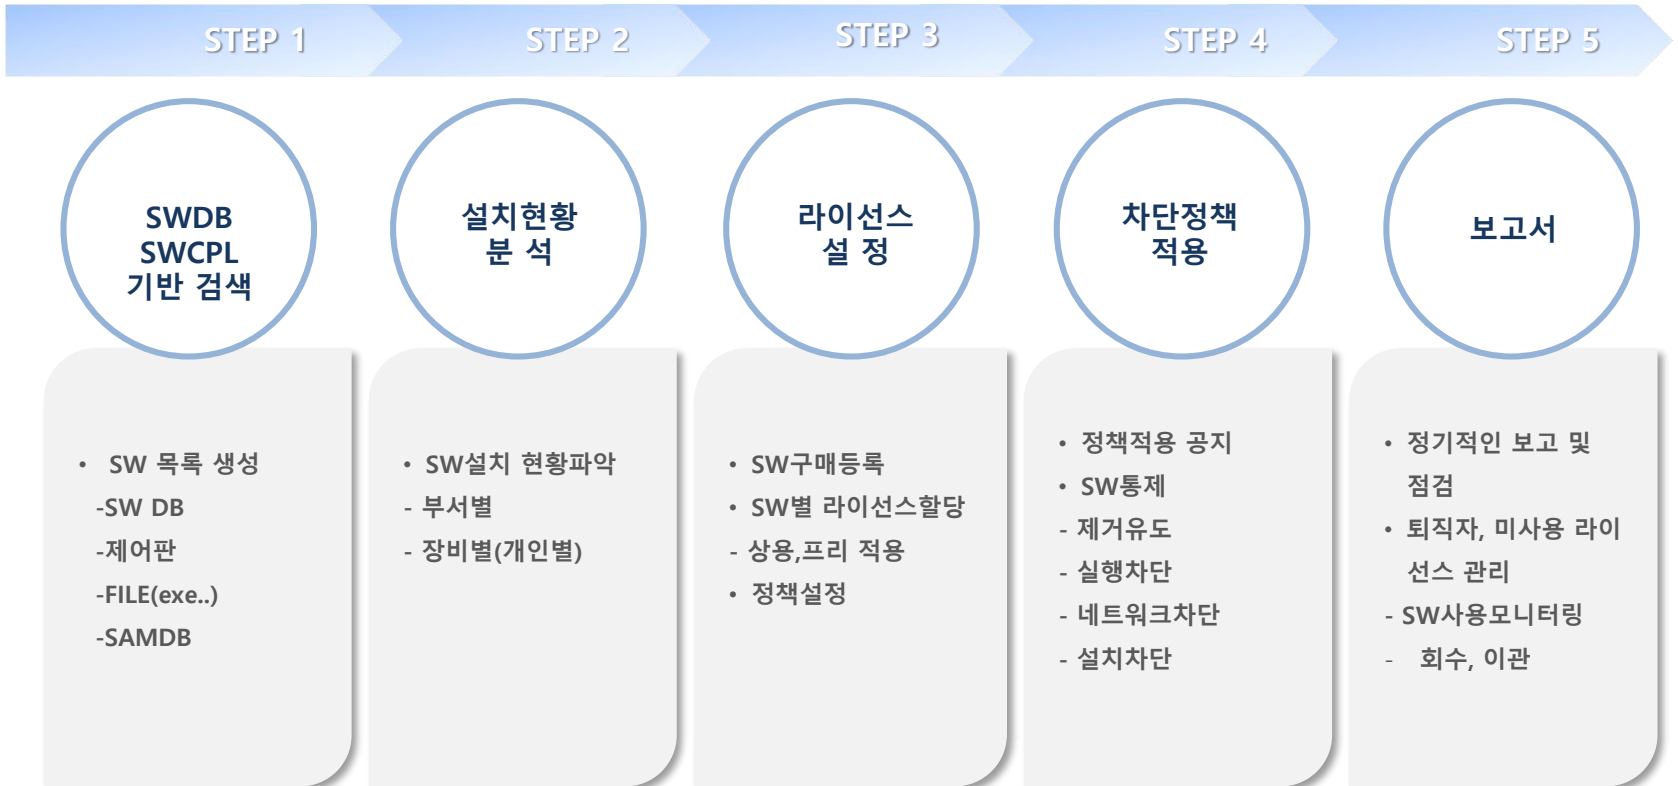 STEP 1
STEP 2
STEP 3
STEP 4
STEP 5
SWDB
SWCPL
기반 검색
설치현황
분 석
라이선스
설 정
차단정책
적용
보고서
• SW 목록 생성
-SW DB
-제어판
-FILE(exe..)
-SAMDB
• SW설치 현황파악
- 부서별
- 장비별(개인별)
• SW구매등록
• SW별 라이선스할당
- 상용,프리 적용
• 정책설정
• 정책적용 공지
• SW통제
- 제거유도
- 실행차단
- 네트워크차단
- 설치차단
• 정기적인 보고 및
점검
• 퇴직자, 미사용 라이
선스 관리
- SW사용모니터링
- 회수, 이관